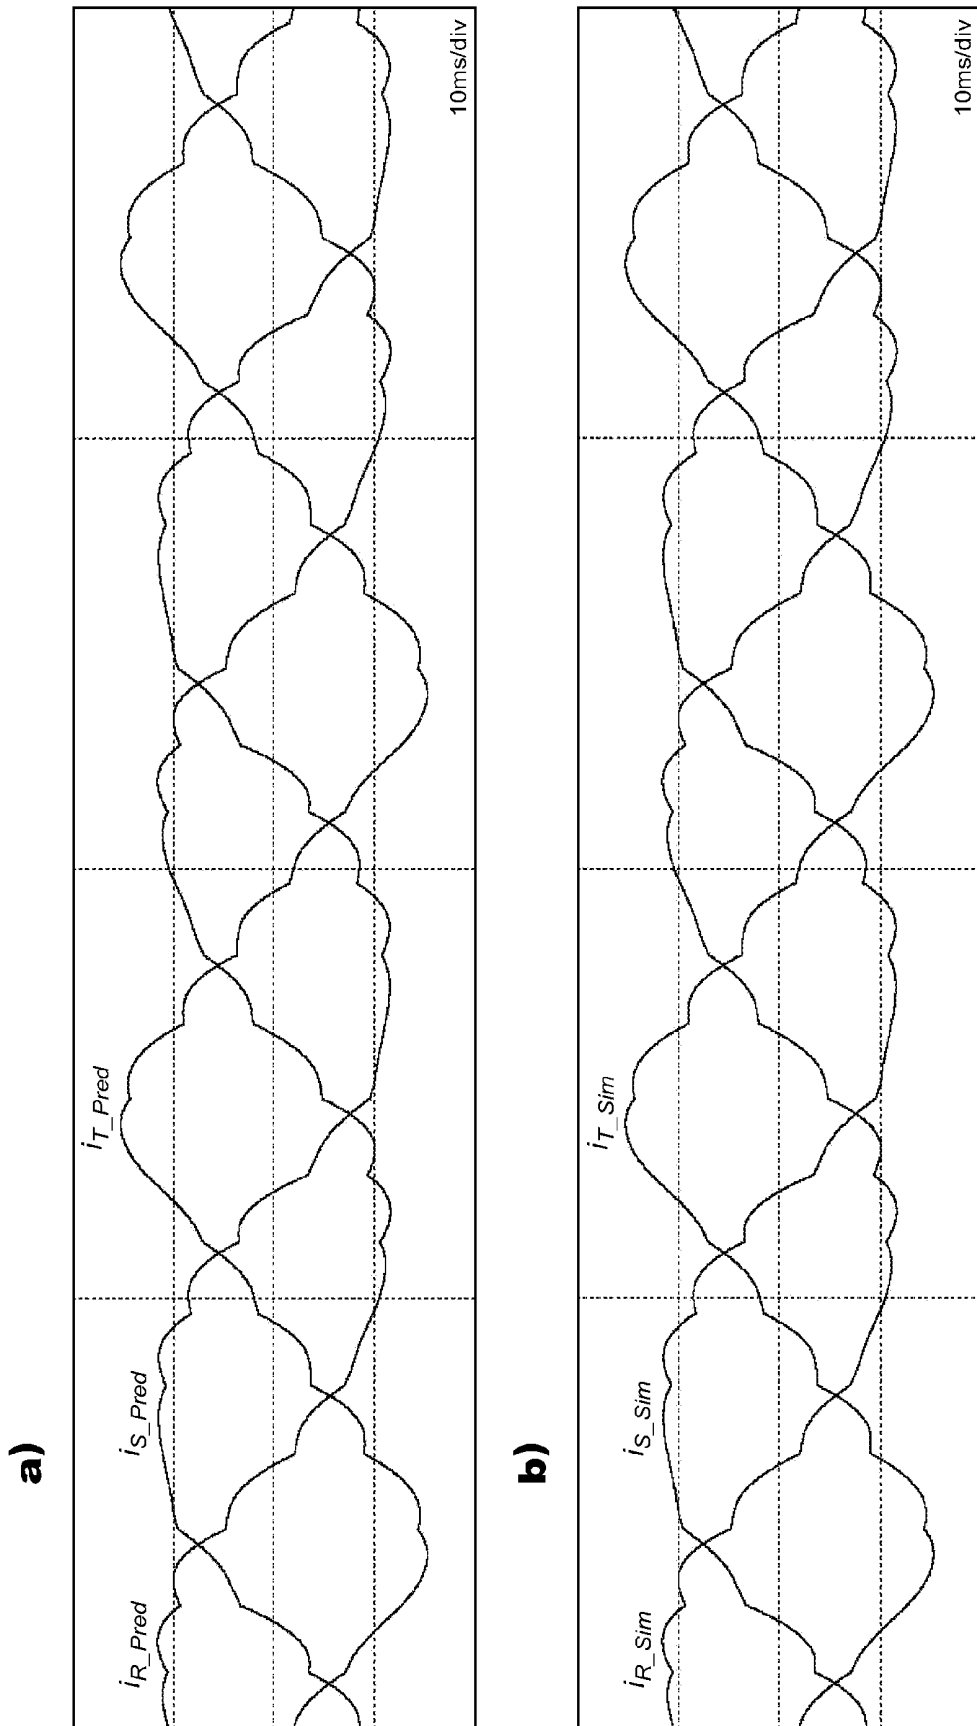 a)
i_R_Pred
i_S_Pred
i_T_Pred
10ms/div
b)
i_R_Sim
i_S_Sim
i_T_Sim
10ms/div